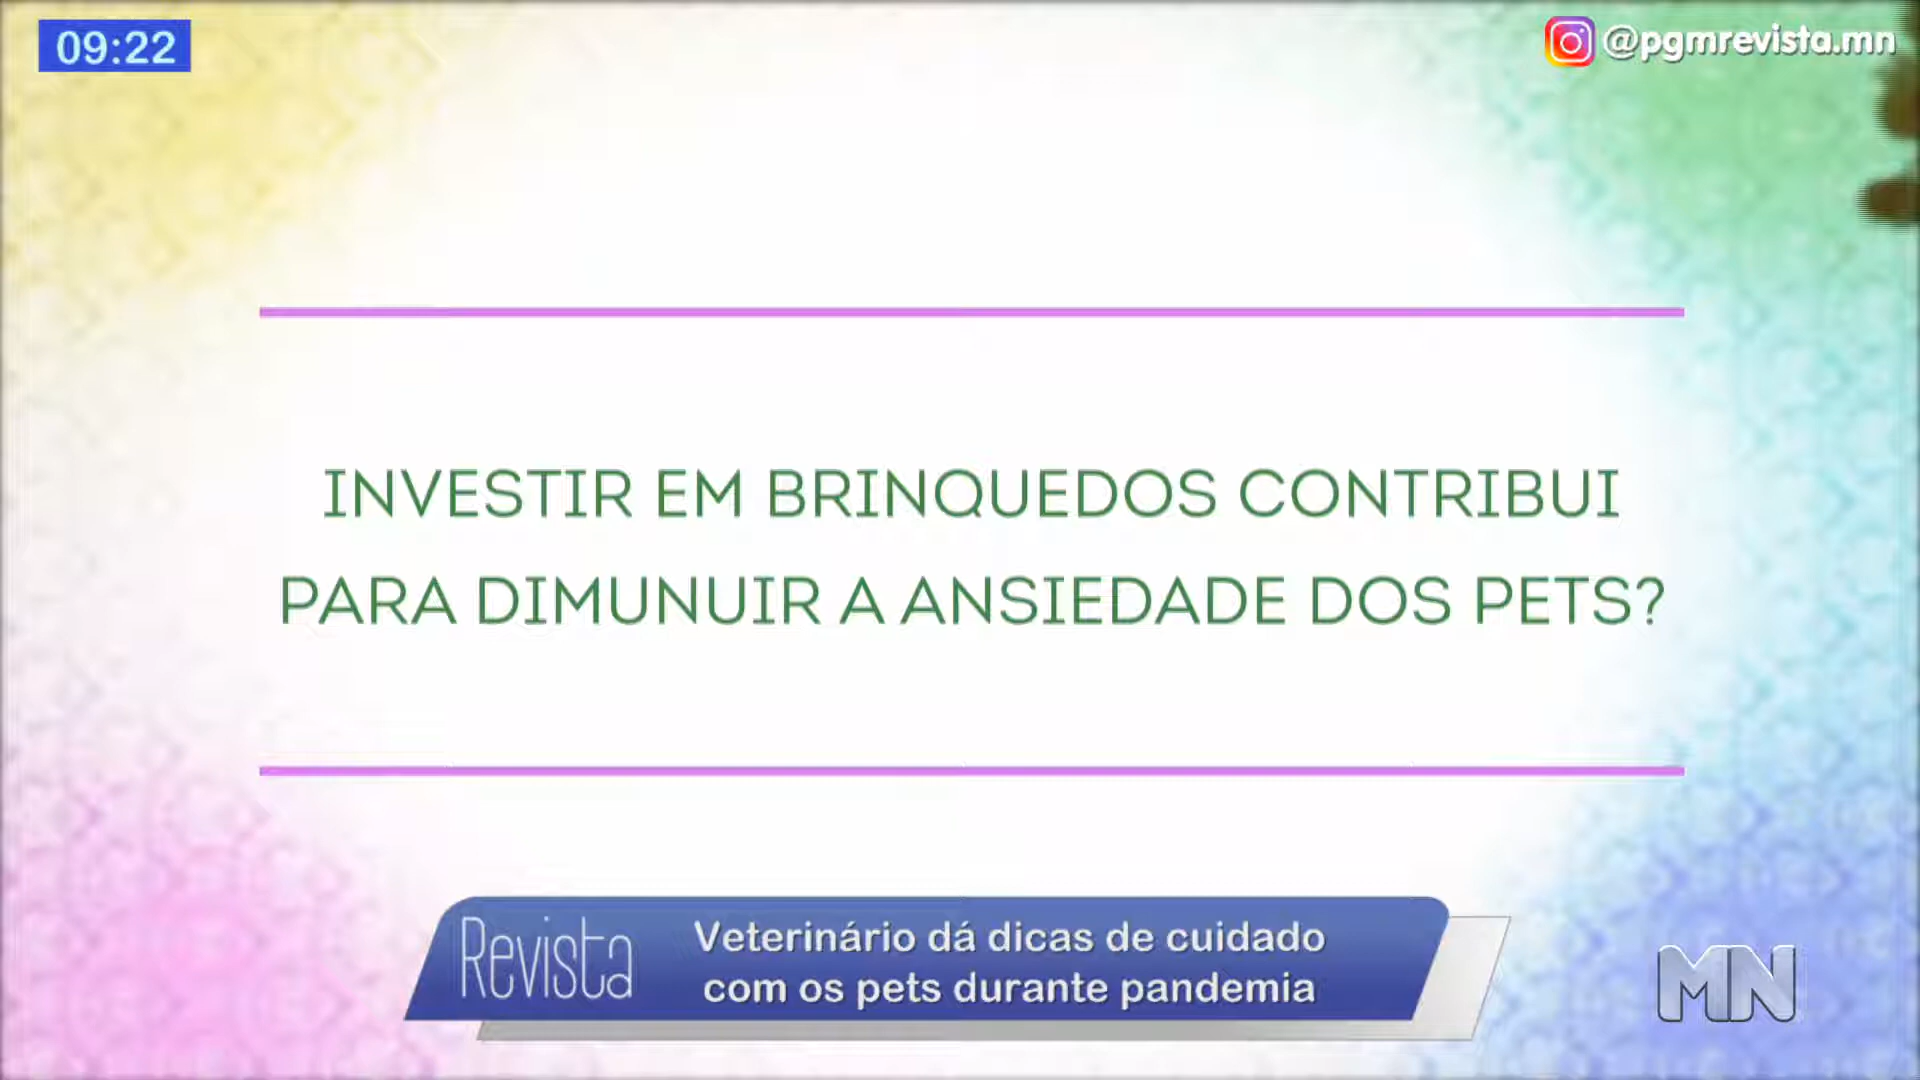 09:22
@pgmrevista.mn
INVESTIR EM BRINQUEDOS CONTRIBUI
PARA DIMUNUIR A ANSIEDADE DOS PETS?
Revista
Veterinário dá dicas de cuidado
com os pets durante pandemia
MN